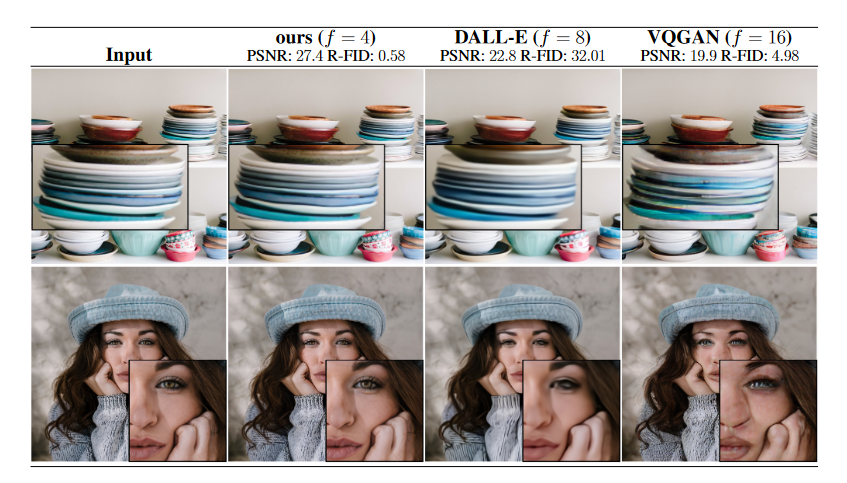 Input
ours (f = 4)
PSNR: 27.4 R-FID: 0.58
DALL-E (f = 8)
PSNR: 22.8 R-FID: 32.01
VQGAN (f = 16)
PSNR: 19.9 R-FID: 4.98